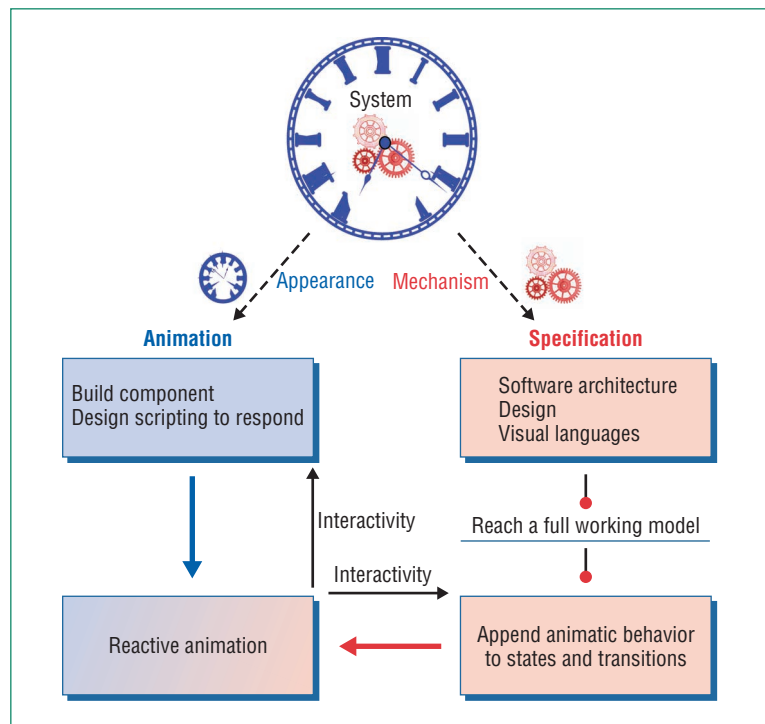 System
Appearance
Mechanism
Animation
Specification
Build component
Design scripting to respond
Software architecture
Design
Visual languages
Interactivity
Reach a full working model
Interactivity
Reactive animation
Append animatic behavior
to states and transitions